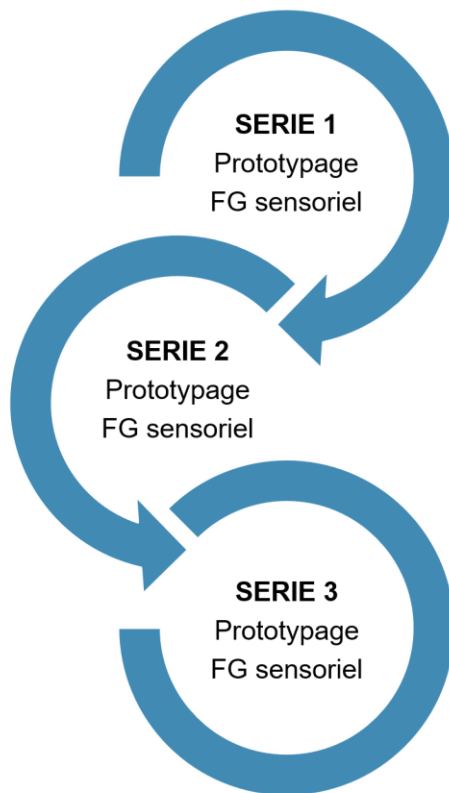 SERIE 1
Prototypage
FG sensoriel
SERIE 2
Prototypage
FG sensoriel
SERIE 3
Prototypage
FG sensoriel